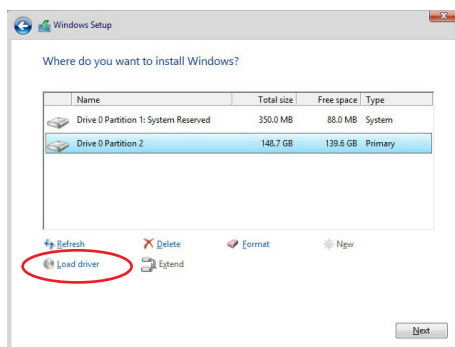 Windows Setup
Where do you want to install Windows?
Name Total size Free space Type
Drive 0 Partition 1: System Reserved 350.0 MB 88.0 MB System
Drive 0 Partition 2 148.7 GB 139.6 GB Primary
Refresh Delete Format New
Load driver Extend
Next